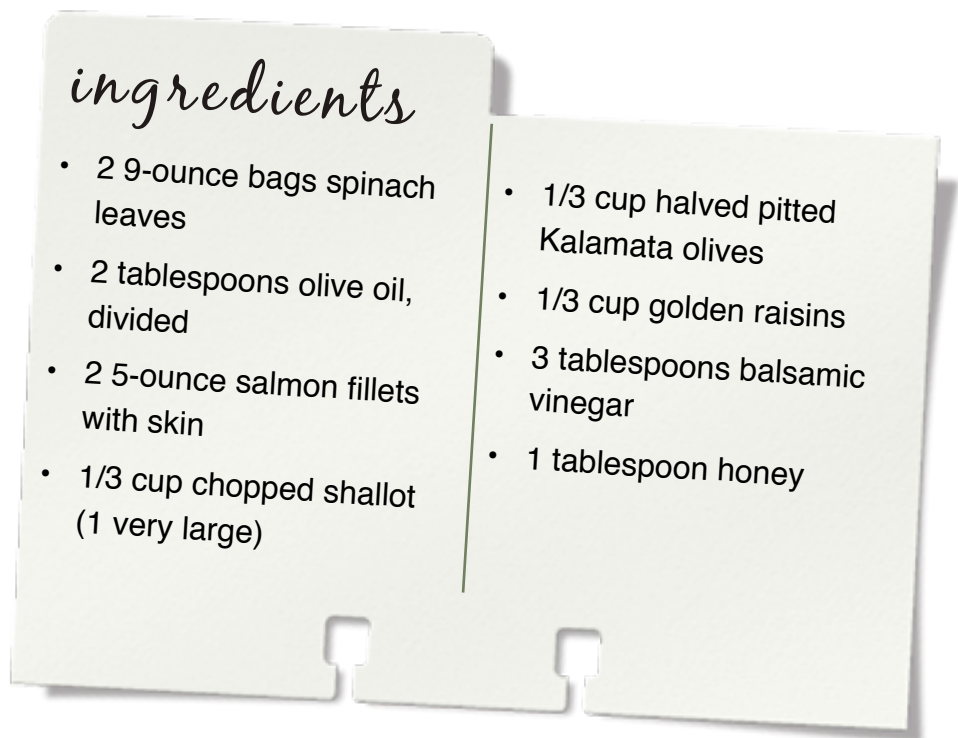 ingredients
• 2 9-ounce bags spinach
leaves
• 2 tablespoons olive oil,
divided
• 2 5-ounce salmon fillets
with skin
• 1/3 cup chopped shallot
(1 very large)
• 1/3 cup halved pitted
Kalamata olives
• 1/3 cup golden raisins
• 3 tablespoons balsamic
vinegar
• 1 tablespoon honey